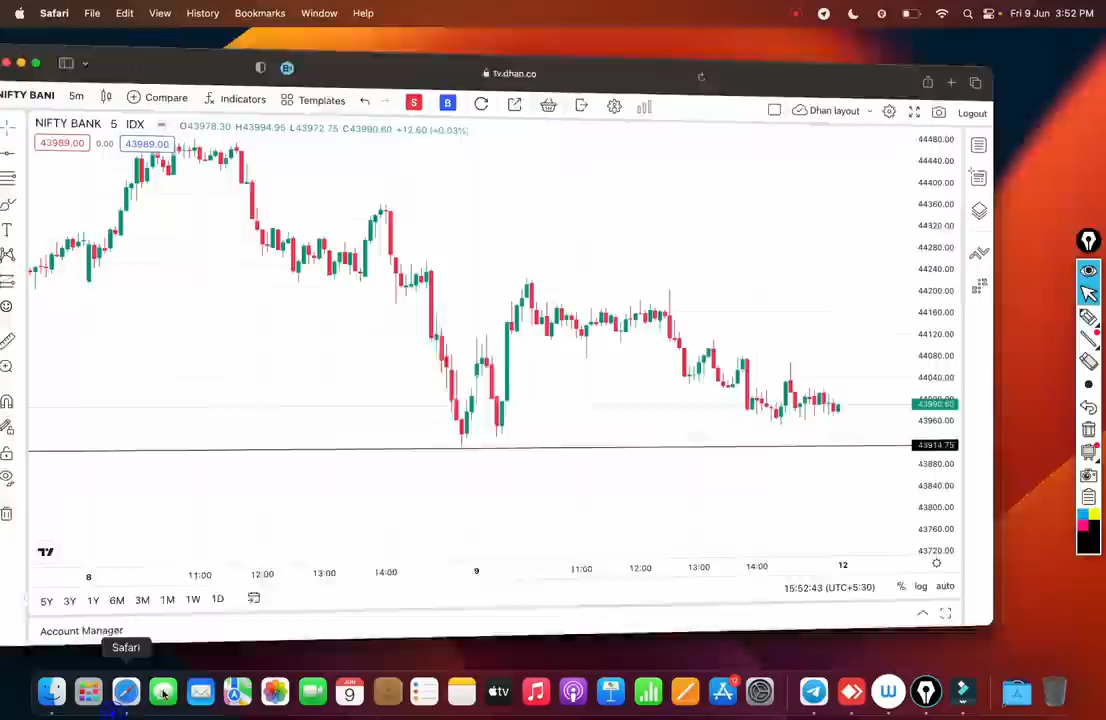 Safari File Edit View History Bookmarks Window Help Fri 9 Jun 3:52 PM
tv.dhan.co
NIFTY BANI 5m Compare Indicators Templates S B Dhan layout Logout
NIFTY BANK 5 IDX O43978.30 H43994.95 L43972.75 C43990.60 +12.60 (+0.03%)
43989.00 0.00 43989.00
44480.00
44440.00
44400.00
44360.00
44320.00
44280.00
44240.00
44200.00
44160.00
44120.00
44080.00
44040.00
43990.60
43960.00
43914.75
43880.00
43840.00
43800.00
43760.00
43720.00
8 11:00 12:00 13:00 14:00 9 11:00 12:00 13:00 14:00 12
5Y 3Y 1Y 6M 3M 1M 1W 1D 15:52:43 (UTC+5:30) % log auto
Account Manager
Safari
JUN
9
tv
12